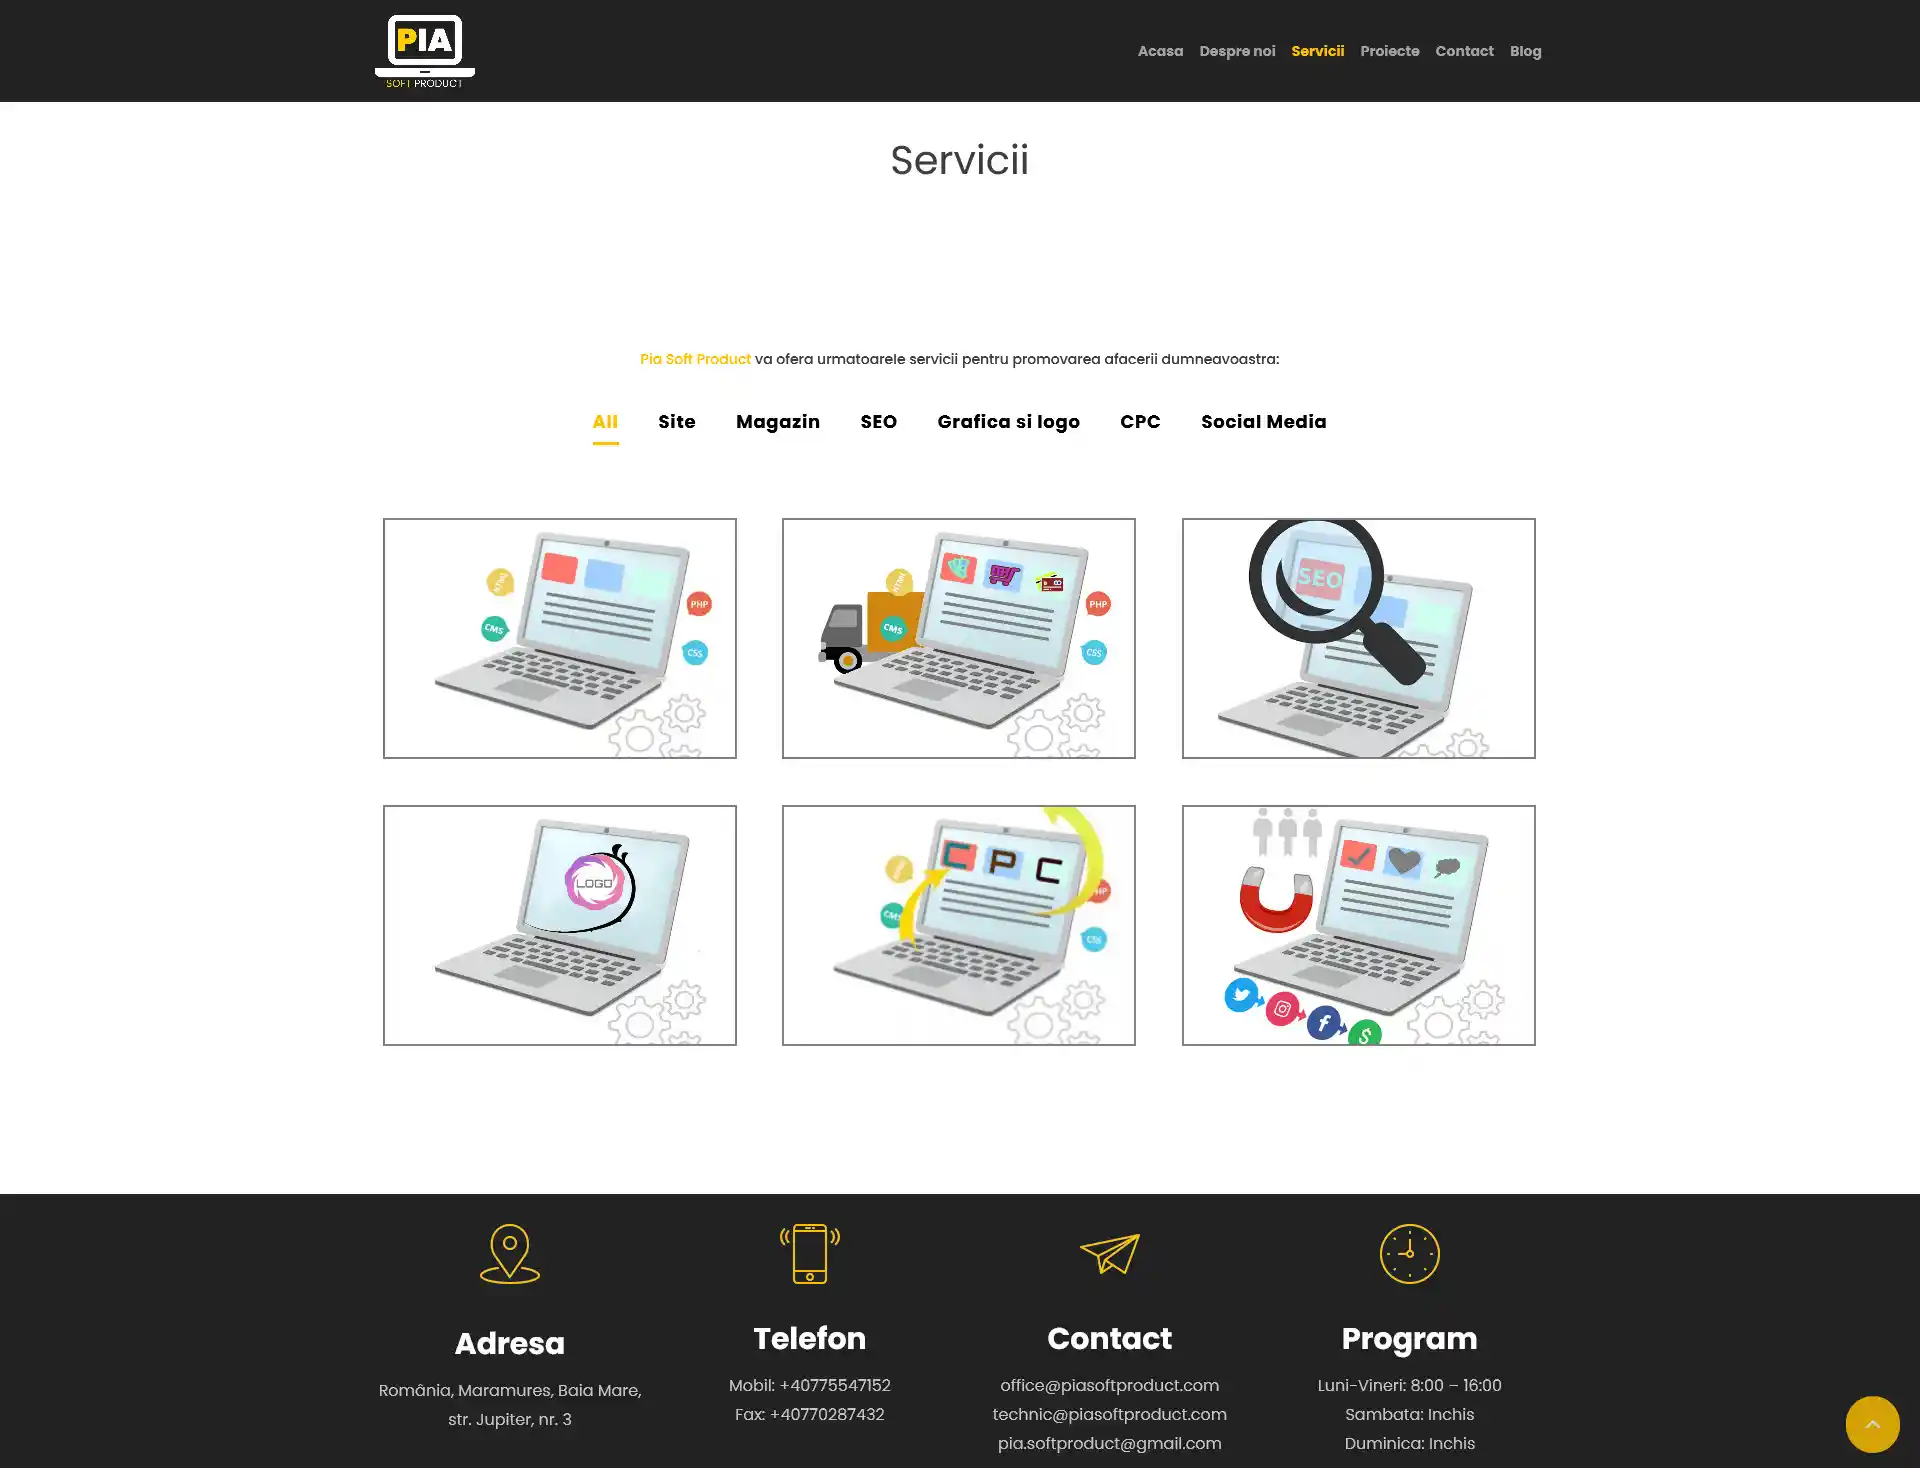 PIA
SOFT PRODUCT
Acasa
Despre noi
Servicii
Proiecte
Contact
Blog
Servicii
Pia Soft Product va ofera urmatoarele servicii pentru promovarea afacerii dumneavoastra:
All
Site
Magazin
SEO
Grafica si logo
CPC
Social Media
HTML
PHP
CMS
CSS
HTML
PHP
CMS
CSS
SEO
LOGO
CPC
PHP
CMS
CSS
Adresa
România, Maramures, Baia Mare,
str. Jupiter, nr. 3
Telefon
Mobil: +40775547152
Fax: +40770287432
Contact
office@piasoftproduct.com
technic@piasoftproduct.com
pia.softproduct@gmail.com
Program
Luni-Vineri: 8:00 – 16:00
Sambata: Inchis
Duminica: Inchis